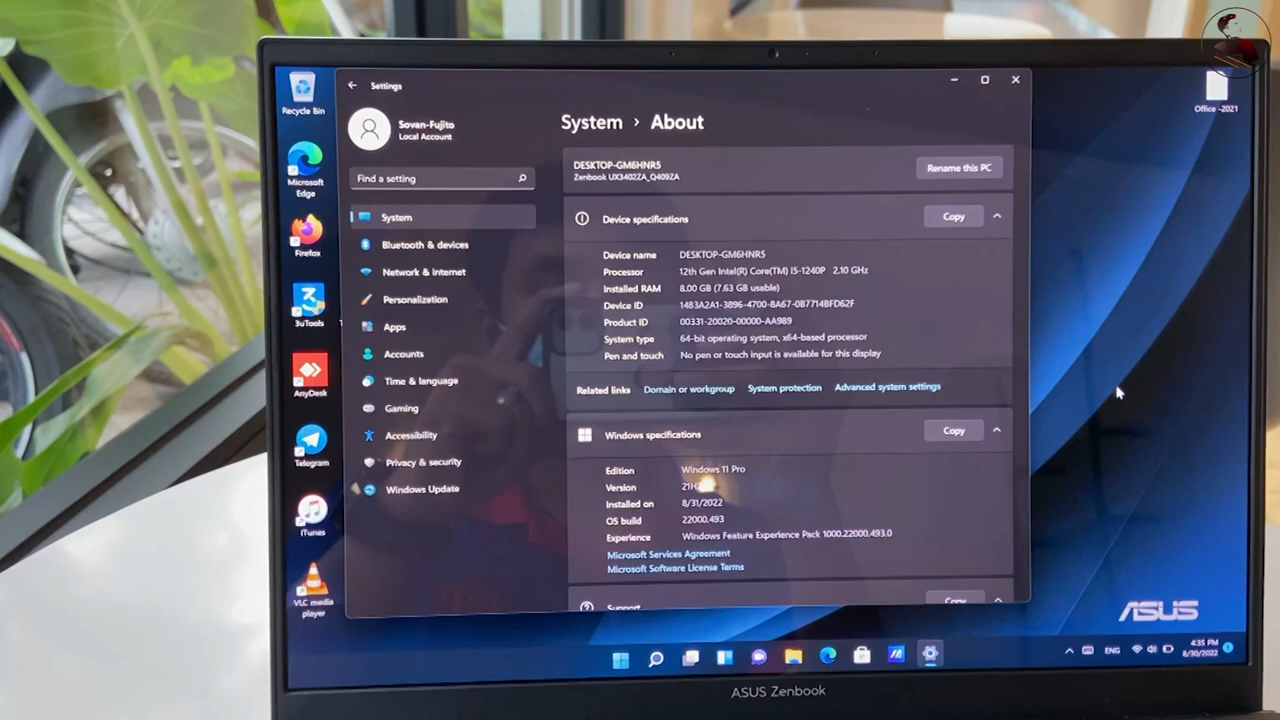 Recycle Bin
Microsoft
Edge
Firefox
3uTools
AnyDesk
Telegram
iTunes
VLC media
player
Office -2021
Settings
Sovan-Fujito
Local Account
Find a setting
System
Bluetooth & devices
Network & internet
Personalization
Apps
Accounts
Time & language
Gaming
Accessibility
Privacy & security
Windows Update
System › About
DESKTOP-GM6HNR5
Zenbook UX3402ZA_Q409ZA
Rename this PC
Device specifications
Copy
Device name DESKTOP-GM6HNR5
Processor 12th Gen Intel(R) Core(TM) i5-1240P 2.10 GHz
Installed RAM 8.00 GB (7.63 GB usable)
Device ID 1483A2A1-3896-4700-8A67-0B7714BFD62F
Product ID 00331-20020-00000-AA989
System type 64-bit operating system, x64-based processor
Pen and touch No pen or touch input is available for this display
Related links Domain or workgroup System protection Advanced system settings
Windows specifications
Copy
Edition Windows 11 Pro
Version
Installed on 8/31/2022
OS build 22000.493
Experience Windows Feature Experience Pack 1000.22000.493.0
Microsoft Services Agreement
Microsoft Software License Terms
Support
Copy
ASUS
ENG
4:35 PM
8/30/2022
ASUS Zenbook